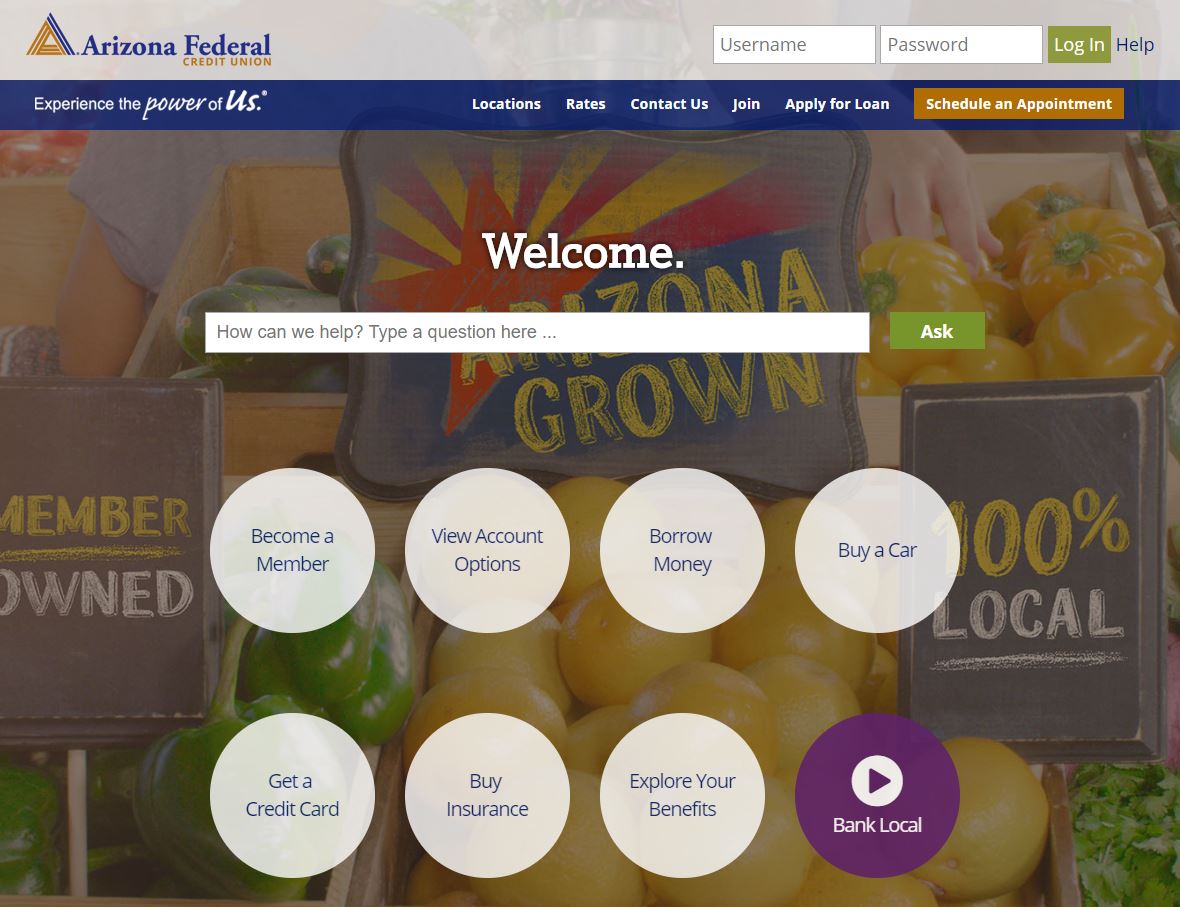 Arizona Federal
CREDIT UNION
Username
Password
Log In
Help
Experience the power of Us.®
Locations
Rates
Contact Us
Join
Apply for Loan
Schedule an Appointment
Welcome.
ARIZONA
GROWN
How can we help? Type a question here ...
Ask
MEMBER
OWNED
100%
LOCAL
Become a
Member
View Account
Options
Borrow
Money
Buy a Car
Get a
Credit Card
Buy
Insurance
Explore Your
Benefits
Bank Local